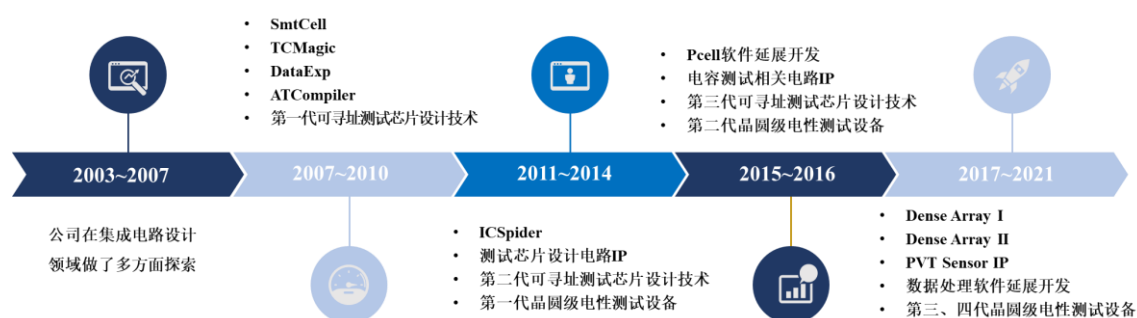 • SmtCell
• TCMagic
• DataExp
• ATCompiler
• 第一代可寻址测试芯片设计技术
• Pcell软件延展开发
• 电容测试相关电路IP
• 第三代可寻址测试芯片设计技术
• 第二代晶圆级电性测试设备
2003~2007
2007~2010
2011~2014
2015~2016
2017~2021
公司在集成电路设计
领域做了多方面探索
• ICSpider
• 测试芯片设计电路IP
• 第二代可寻址测试芯片设计技术
• 第一代晶圆级电性测试设备
• Dense Array I
• Dense Array II
• PVT Sensor IP
• 数据处理软件延展开发
• 第三、四代晶圆级电性测试设备